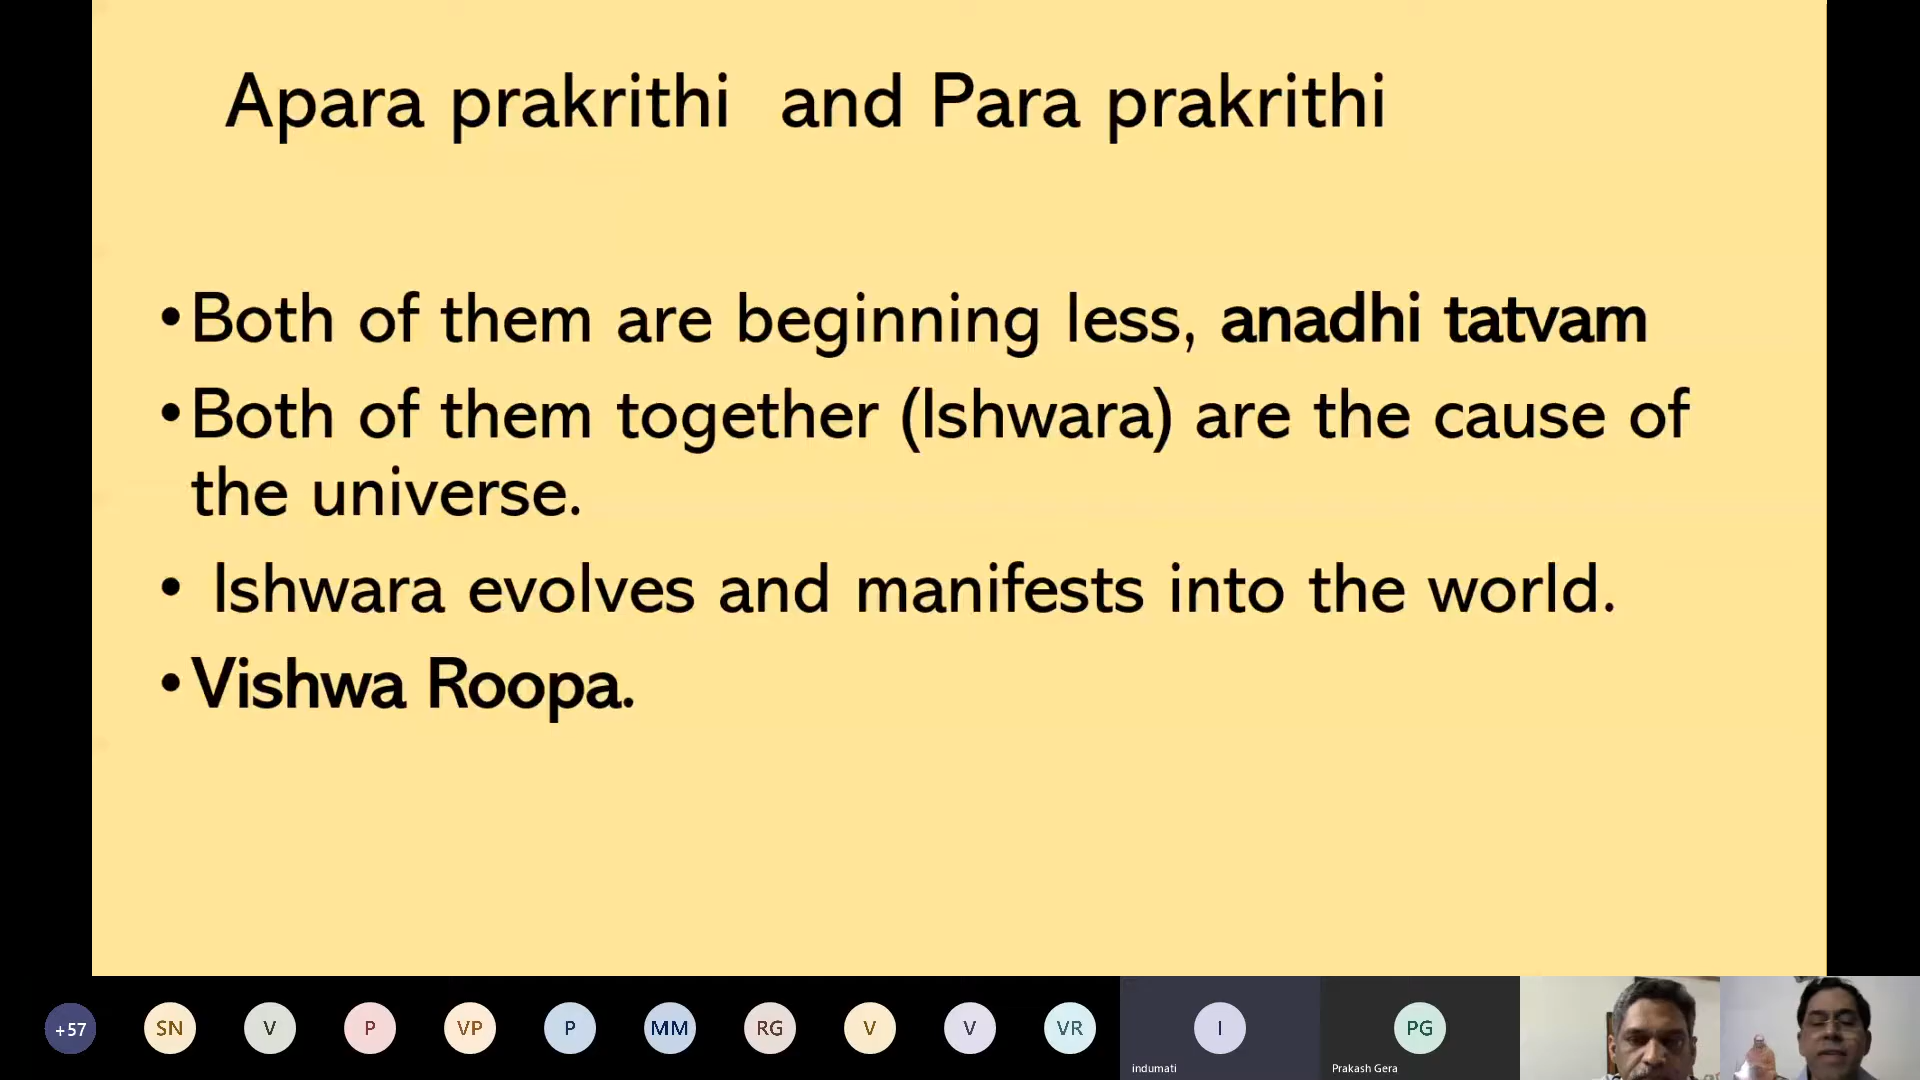 Apara prakrithi and Para prakrithi
•Both of them are beginning less, anadhi tatvam
•Both of them together (Ishwara) are the cause of
the universe.
• Ishwara evolves and manifests into the world.
•Vishwa Roopa.
+57 SN V P VP P MM RG V V VR I PG
indumati Prakash Gera